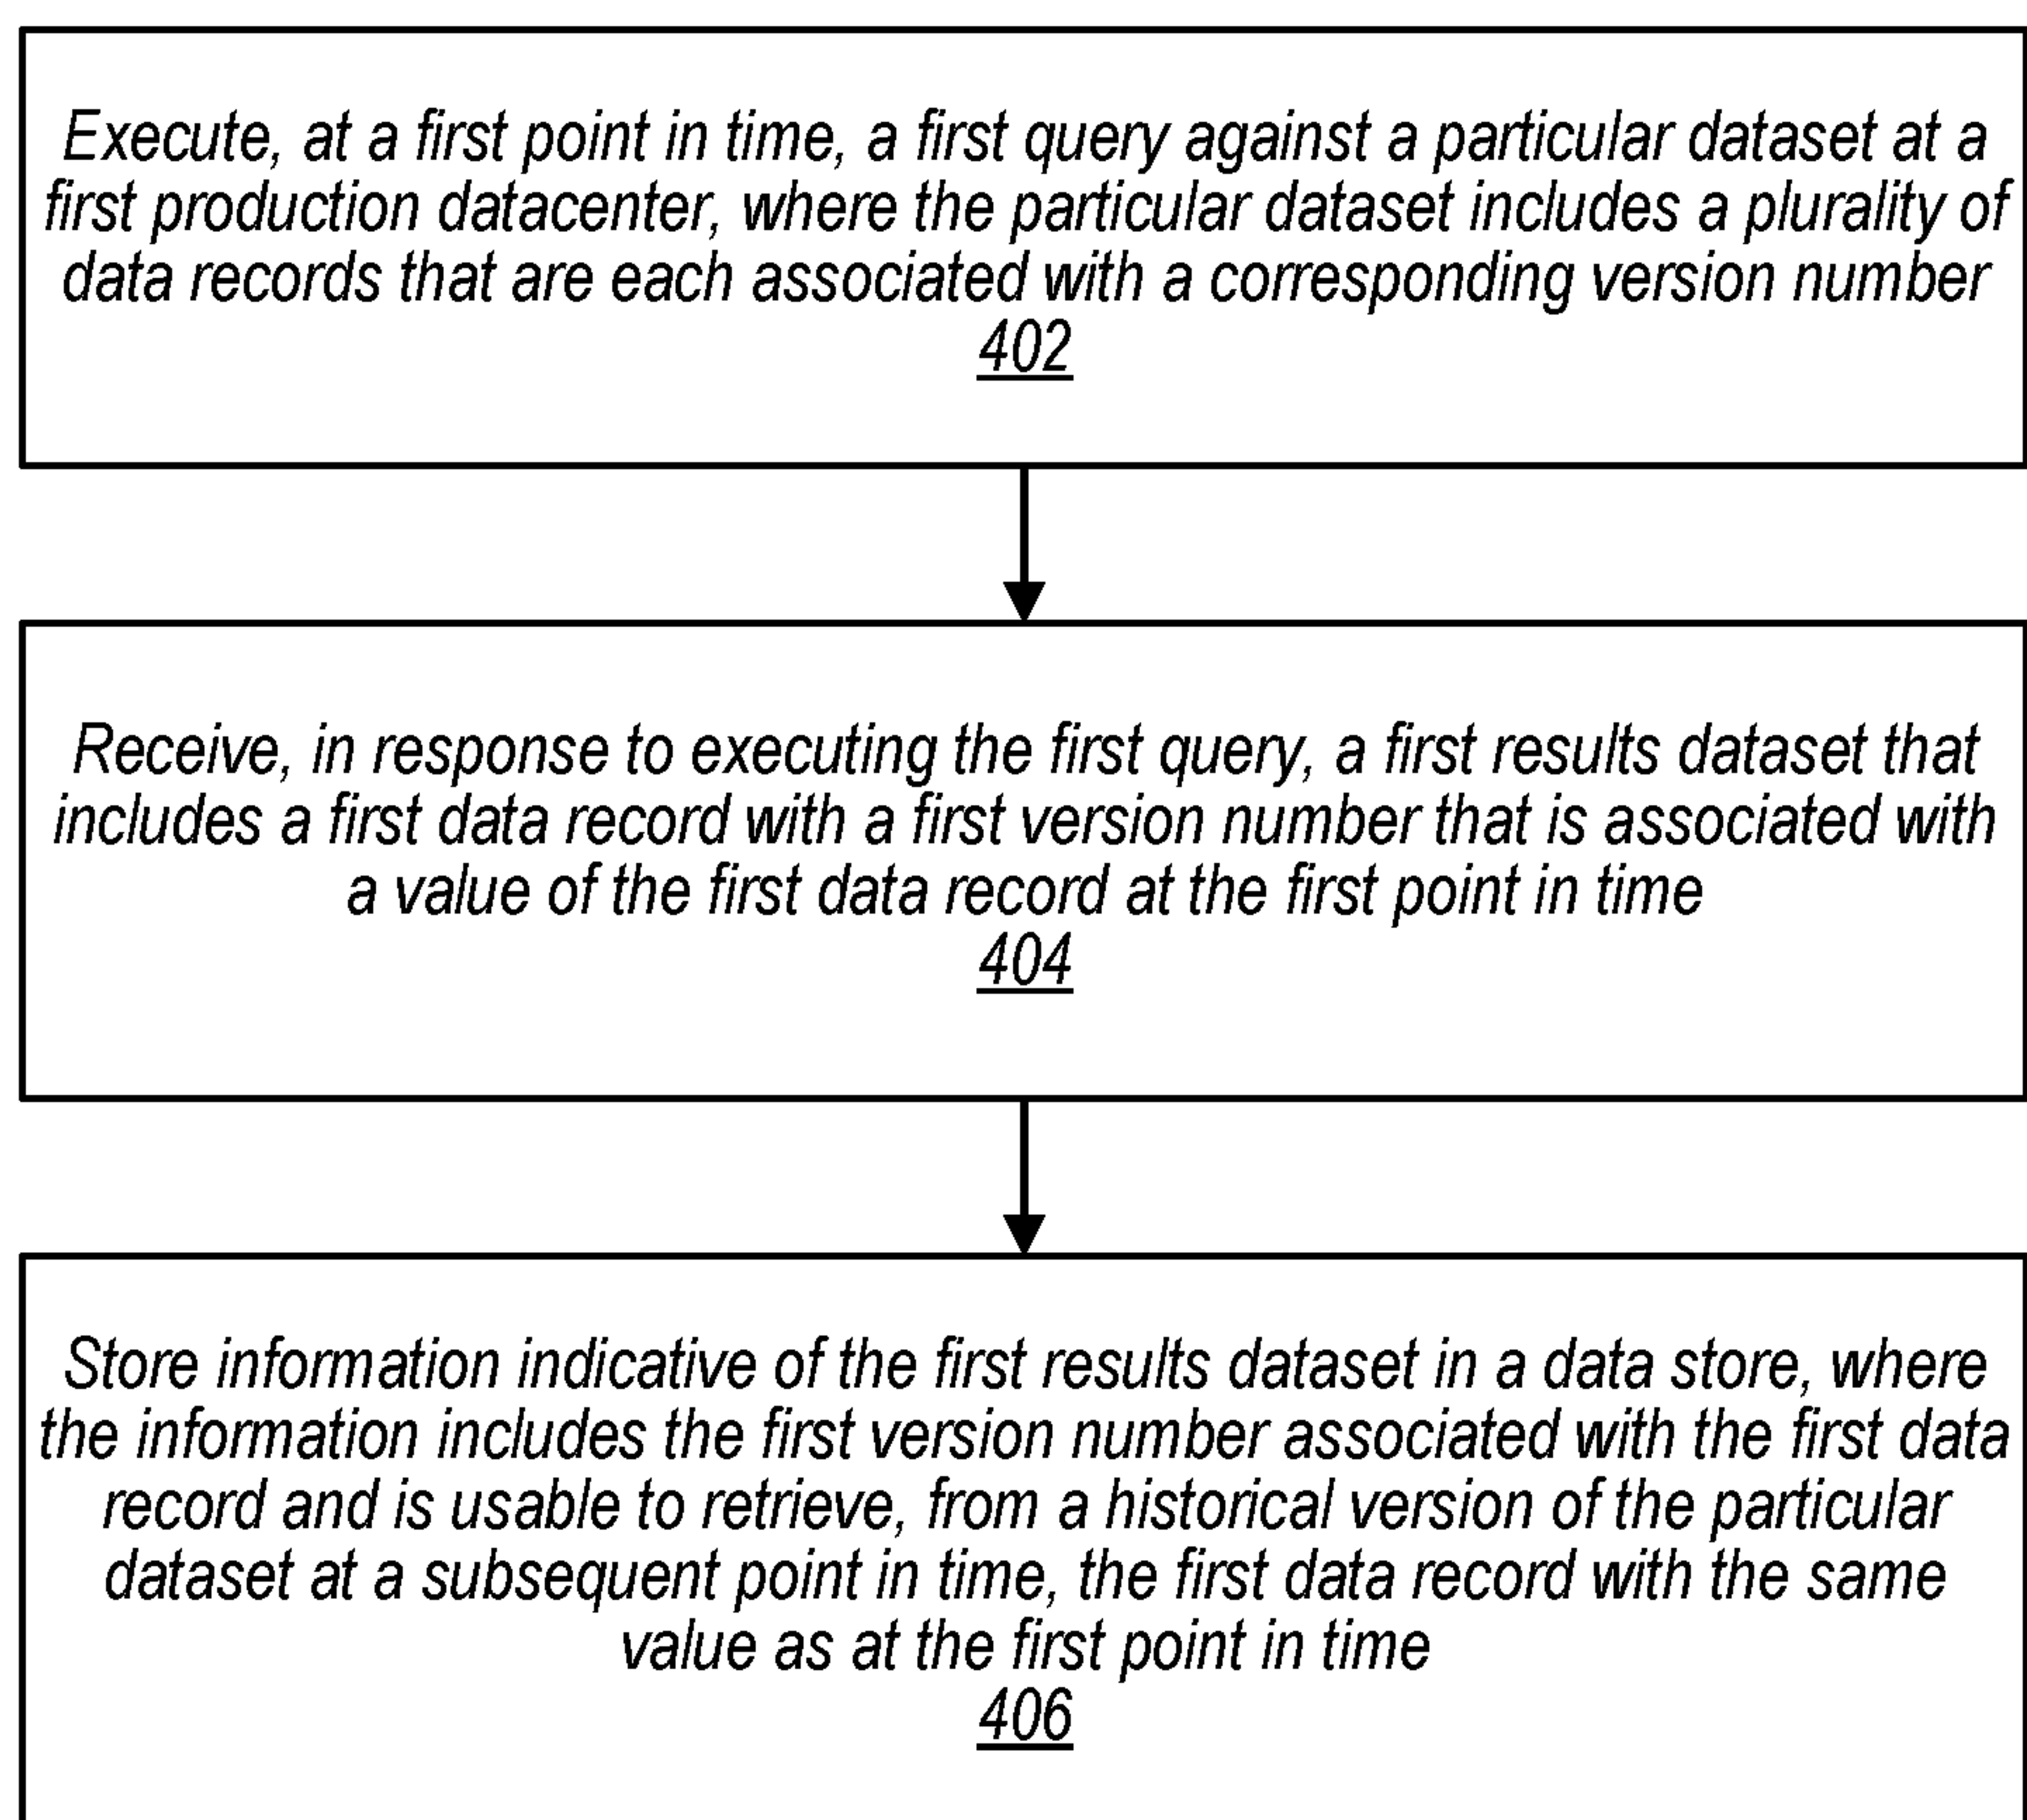 Execute, at a first point in time, a first query against a particular dataset at a
first production datacenter, where the particular dataset includes a plurality of
data records that are each associated with a corresponding version number
402
Receive, in response to executing the first query, a first results dataset that
includes a first data record with a first version number that is associated with
a value of the first data record at the first point in time
404
Store information indicative of the first results dataset in a data store, where
the information includes the first version number associated with the first data
record and is usable to retrieve, from a historical version of the particular
dataset at a subsequent point in time, the first data record with the same
value as at the first point in time
406